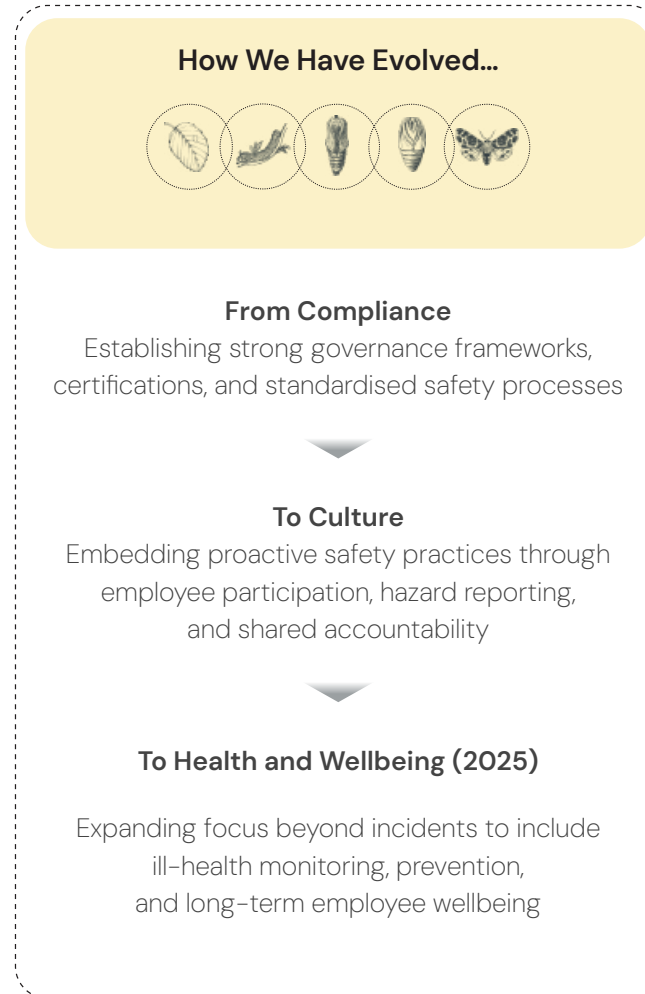 How We Have Evolved...
From Compliance
Establishing strong governance frameworks,
certifications, and standardised safety processes
To Culture
Embedding proactive safety practices through
employee participation, hazard reporting,
and shared accountability
To Health and Wellbeing (2025)
Expanding focus beyond incidents to include
ill-health monitoring, prevention,
and long-term employee wellbeing